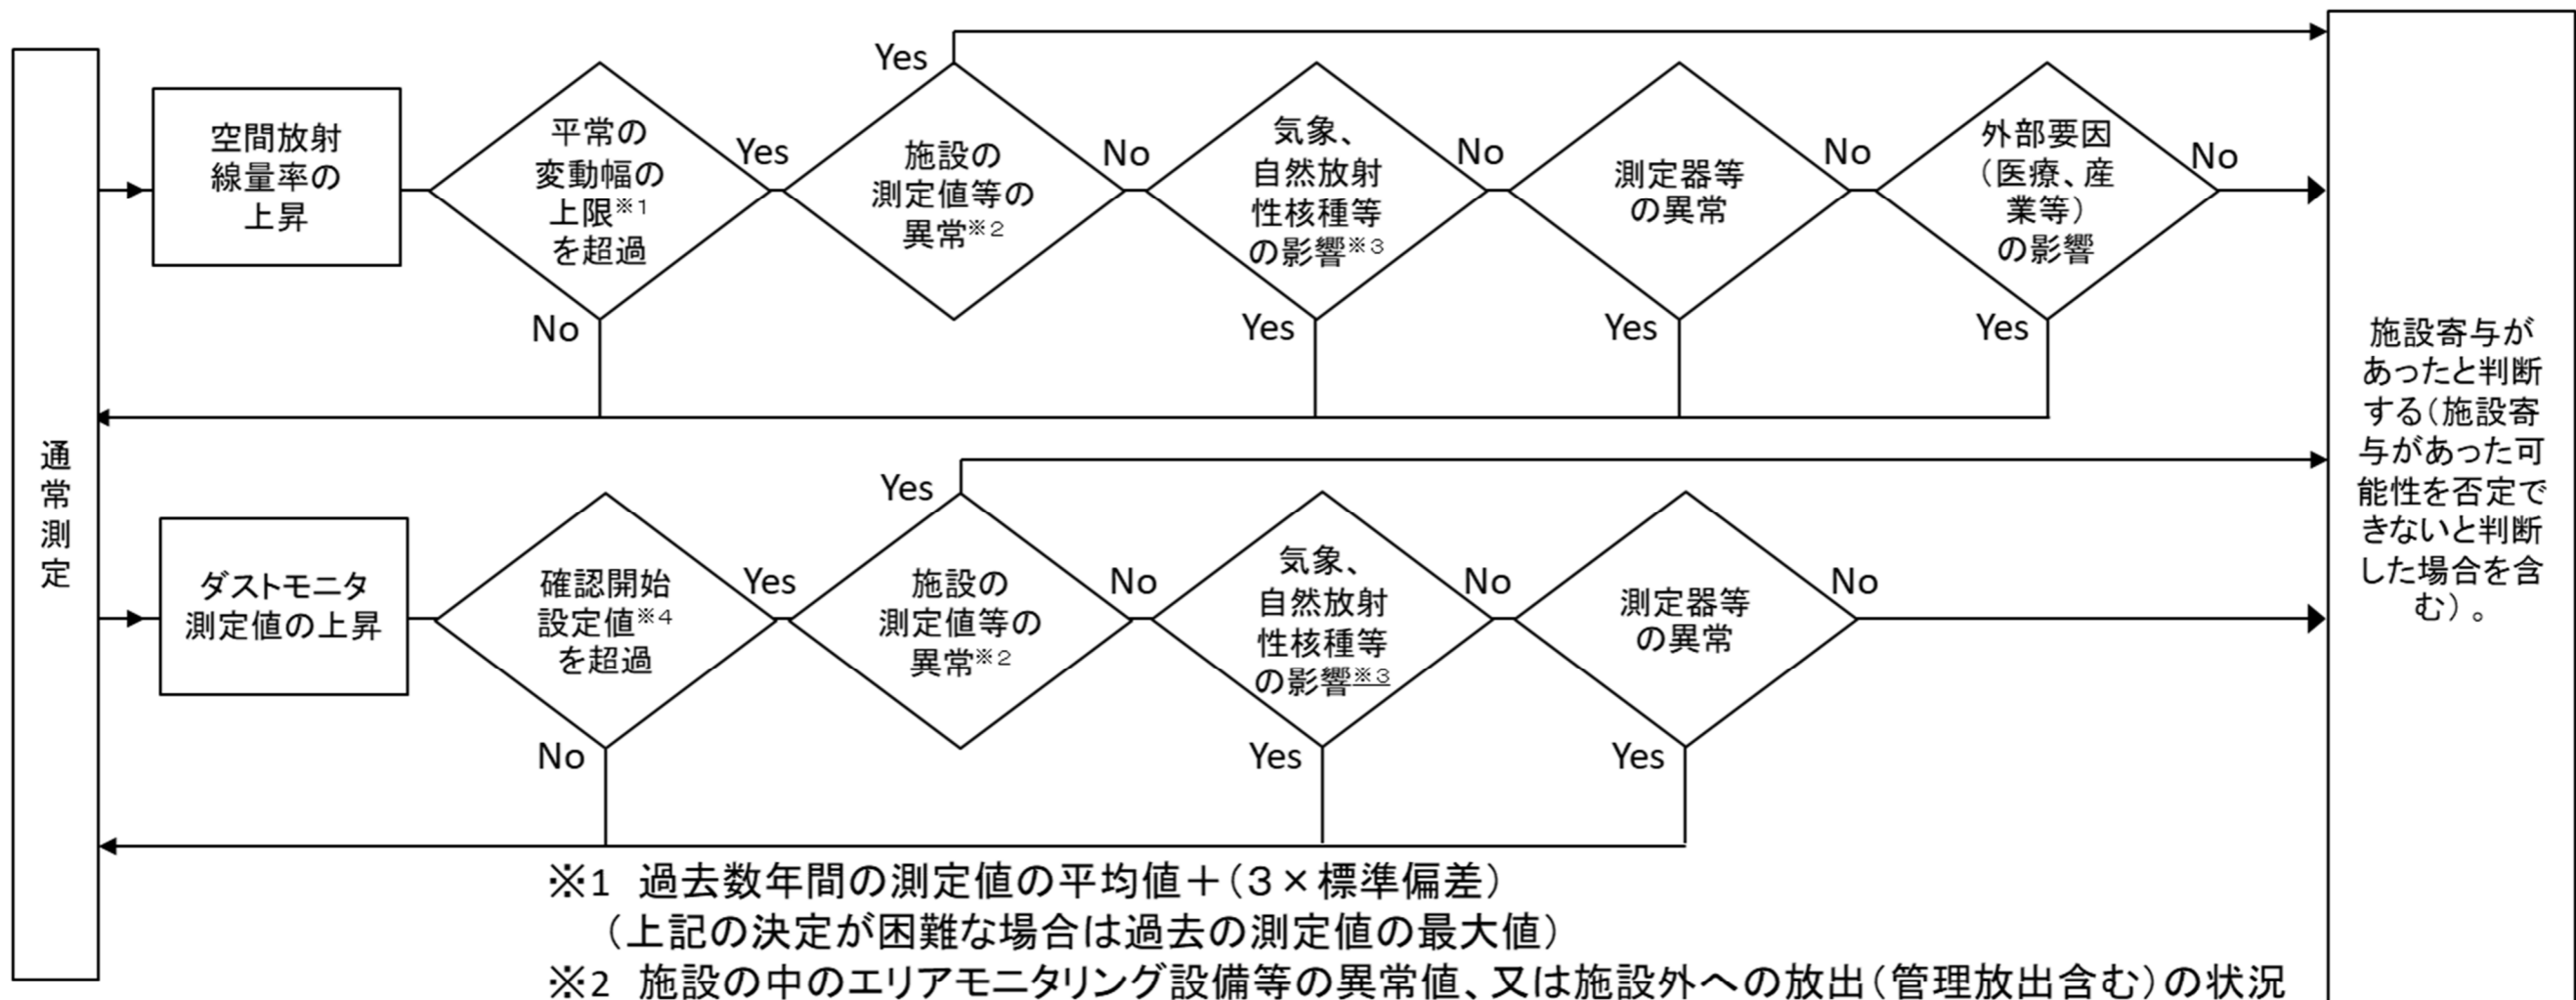 通
常
測
定
空間放射
線量率の
上昇
平常の
変動幅の
上限※1
を超過
Yes
No
施設の
測定値等の
異常※2
Yes
No
気象、
自然放射
性核種等
の影響※3
No
Yes
測定器等
の異常
No
Yes
外部要因
（医療、産
業等）
の影響
No
Yes
ダストモニタ
測定値の上昇
確認開始
設定値※4
を超過
Yes
No
施設の
測定値等の
異常※2
Yes
No
気象、
自然放射
性核種等
の影響※3
No
Yes
測定器等
の異常
No
Yes
施設寄与が
あったと判断
する（施設寄
与があった可
能性を否定で
きないと判断
した場合を含
む）。
※1　過去数年間の測定値の平均値＋（３×標準偏差）
（上記の決定が困難な場合は過去の測定値の最大値）
※2　施設の中のエリアモニタリング設備等の異常値、又は施設外への放出（管理放出含む）の状況